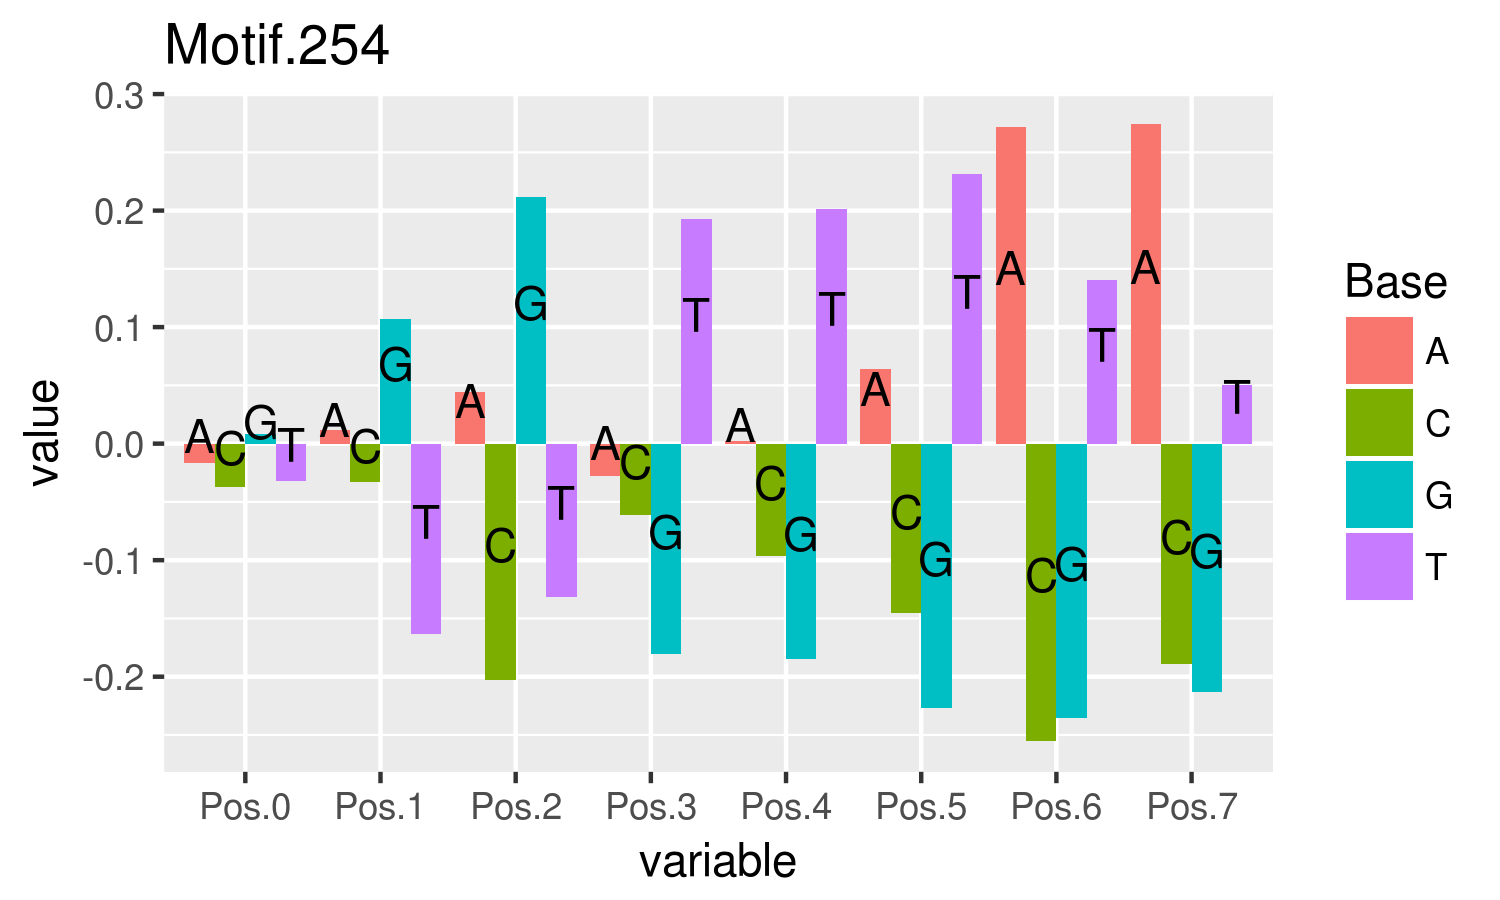 Motif.254
0.3
0.2
0.1
0.0
-0.1
-0.2
value
A C G T A C G T A C G T A C G T A C G T A C G T A C G T A C G T
Pos.0 Pos.1 Pos.2 Pos.3 Pos.4 Pos.5 Pos.6 Pos.7
variable
Base
A
C
G
T